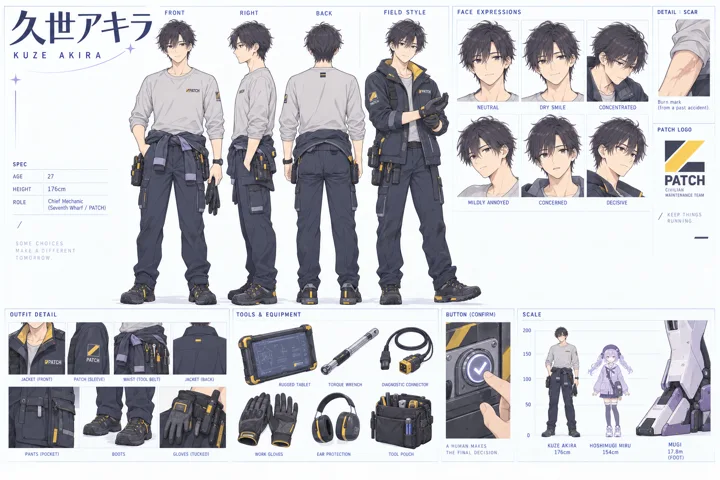 久世アキラ
KUZE AKIRA
FRONT
RIGHT
BACK
FIELD STYLE
FACE EXPRESSIONS
DETAIL : SCAR
NEUTRAL
DRY SMILE
CONCENTRATED
MILDLY ANNOYED
CONCERNED
DECISIVE
Burn mark
(from a past accident).
PATCH LOGO
PATCH
CIVILIAN
MAINTENANCE TEAM
KEEP THINGS
RUNNING.
SPEC
AGE 27
HEIGHT 176cm
ROLE Chief Mechanic
(Seventh Wharf / PATCH)
SOME CHOICES
MAKE A DIFFERENT
TOMORROW.
OUTFIT DETAIL
PATCH
PATCH
JACKET (FRONT)
PATCH (SLEEVE)
WAIST (TOOL BELT)
JACKET (BACK)
PANTS (POCKET)
BOOTS
GLOVES (TUCKED)
TOOLS & EQUIPMENT
RUGGED TABLET
TORQUE WRENCH
DIAGNOSTIC CONNECTOR
WORK GLOVES
EAR PROTECTION
TOOL POUCH
BUTTON (CONFIRM)
A HUMAN MAKES
THE FINAL DECISION.
SCALE
200
150
100
50
0
KUZE AKIRA
176cm
HOSHIMUGI MIRU
154cm
MUGI
17.8m
(FOOT)